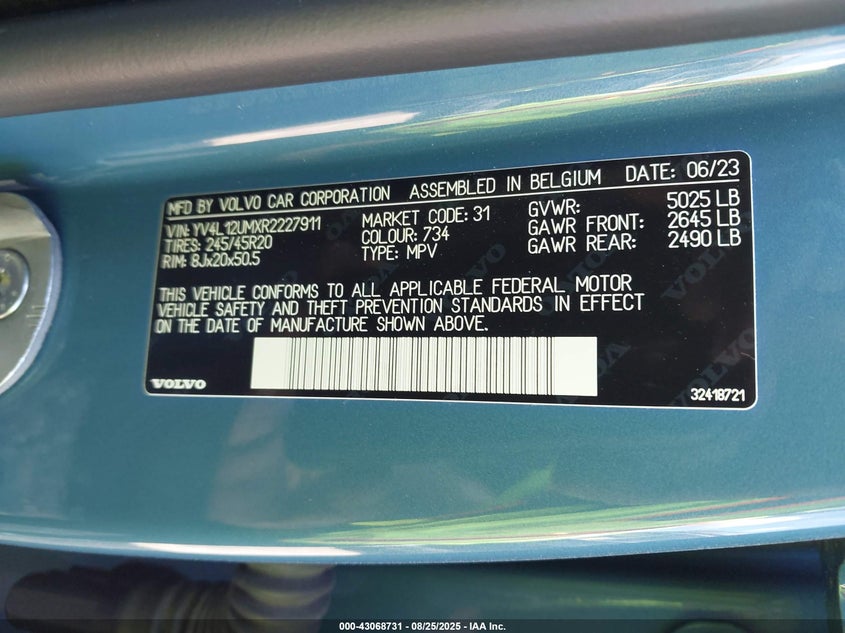 MFD BY VOLVO CAR CORPORATION ASSEMBLED IN BELGIUM DATE: 06/23
VIN: YV4L12UMXR2227911 MARKET CODE: 31 GVWR: 5025 LB
TIRES: 245/45R20 COLOUR: 734 GAWR FRONT: 2645 LB
RIM: 8Jx20x50.5 TYPE: MPV GAWR REAR: 2490 LB
THIS VEHICLE CONFORMS TO ALL APPLICABLE FEDERAL MOTOR
VEHICLE SAFETY AND THEFT PREVENTION STANDARDS IN EFFECT
ON THE DATE OF MANUFACTURE SHOWN ABOVE.
VOLVO 32418721
000-43068731 - 08/25/2025 - IAA Inc.